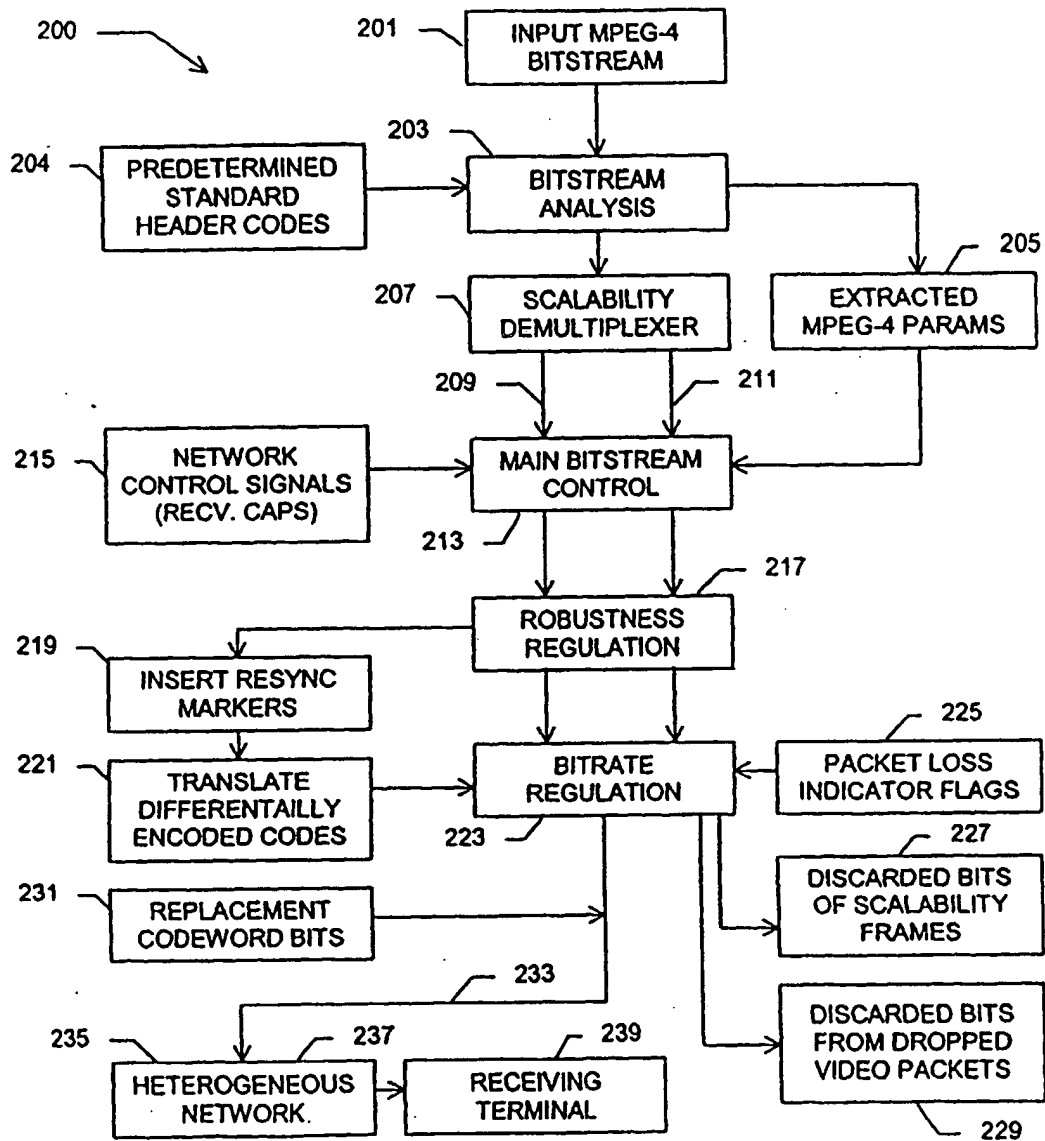 200
201
INPUT MPEG-4
BITSTREAM
203
204
PREDETERMINED
STANDARD
HEADER CODES
BITSTREAM
ANALYSIS
205
207
SCALABILITY
DEMULTIPLEXER
EXTRACTED
MPEG-4 PARAMS
209
211
215
NETWORK
CONTROL SIGNALS
(RECV. CAPS)
MAIN BITSTREAM
CONTROL
213
217
ROBUSTNESS
REGULATION
219
INSERT RESYNC
MARKERS
225
221
TRANSLATE
DIFFERENTAILLY
ENCODED CODES
BITRATE
REGULATION
223
PACKET LOSS
INDICATOR FLAGS
227
DISCARDED BITS
OF SCALABILITY
FRAMES
231
REPLACEMENT
CODEWORD BITS
233
235
237
239
HETEROGENEOUS
NETWORK.
RECEIVING
TERMINAL
DISCARDED BITS
FROM DROPPED
VIDEO PACKETS
229